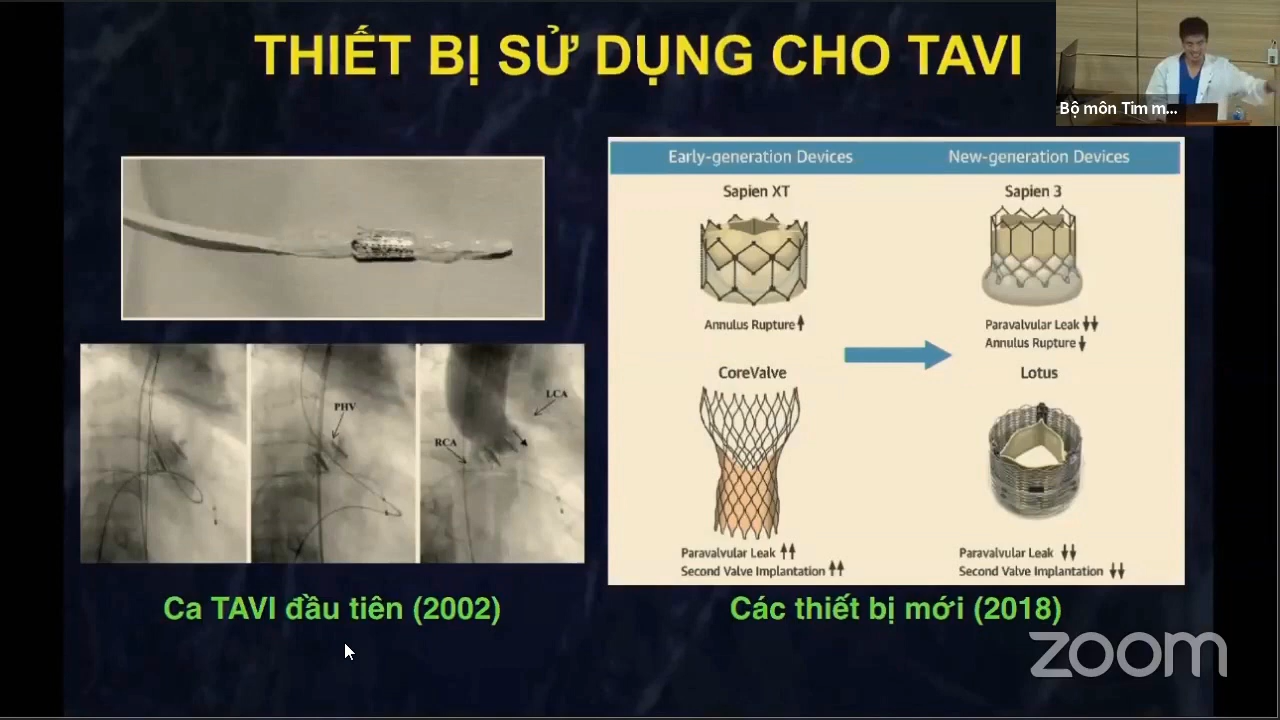 THIẾT BỊ SỬ DỤNG CHO TAVI
Bộ môn Tim m...
Early-generation Devices
New-generation Devices
Sapien XT
Sapien 3
Annulus Rupture
Paravalvular Leak
Annulus Rupture
CoreValve
Lotus
PHV
LCA
RCA
Paravalvular Leak
Second Valve Implantation
Paravalvular Leak
Second Valve Implantation
Ca TAVI đầu tiên (2002)
Các thiết bị mới (2018)
zoom